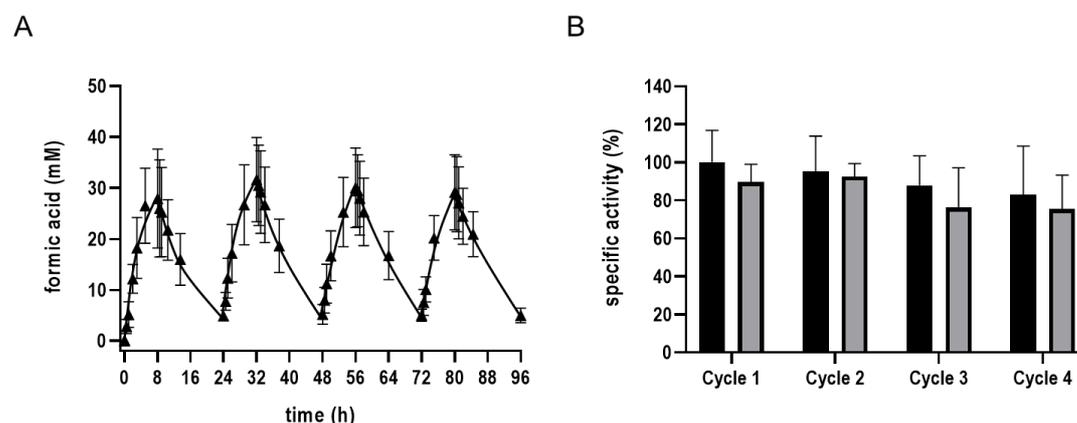 A
B
formic acid (mM)
50
40
30
20
10
0
0 8 16 24 32 40 48 56 64 72 80 88 96
time (h)
specific activity (%)
140
120
100
80
60
40
20
0
Cycle 1 Cycle 2 Cycle 3 Cycle 4